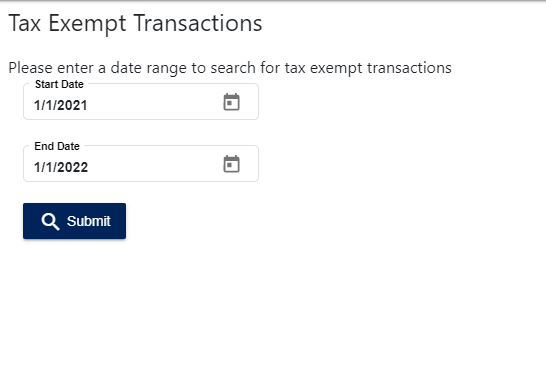 Tax Exempt Transactions
Please enter a date range to search for tax exempt transactions
Start Date
1/1/2021
End Date
1/1/2022
Submit